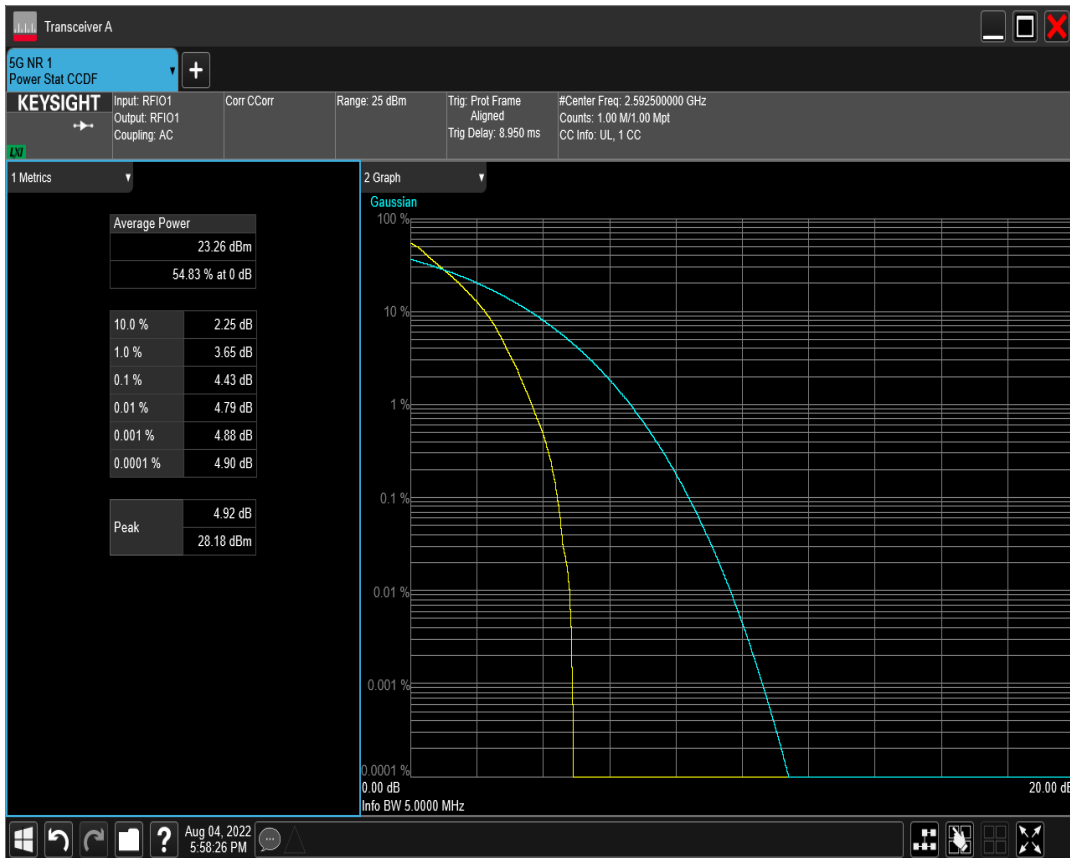 Transceiver A
5G NR 1
Power Stat CCDF
KEYSIGHT
LXI
Input: RFIO1
Output: RFIO1
Coupling: AC
Corr CCorr
Range: 25 dBm
Trig: Prot Frame
Aligned
Trig Delay: 8.950 ms
#Center Freq: 2.592500000 GHz
Counts: 1.00 M/1.00 Mpt
CC Info: UL, 1 CC
1 Metrics
Average Power
23.26 dBm
54.83 % at 0 dB
10.0 % 2.25 dB
1.0 % 3.65 dB
0.1 % 4.43 dB
0.01 % 4.79 dB
0.001 % 4.88 dB
0.0001 % 4.90 dB
Peak
4.92 dB
28.18 dBm
2 Graph
Gaussian
100 %
10 %
1 %
0.1 %
0.01 %
0.001 %
0.0001 %
0.00 dB 20.00 dB
Info BW 5.0000 MHz
Aug 04, 2022
5:58:26 PM